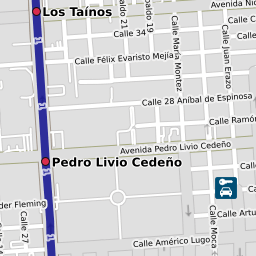 Avenida Nico
Los Taínos
Calle 34
Calle Félix Evaristo Mejía
Calle María Montez
Calle Juan Erazo
Calle 28 Aníbal de Espinosa
Calle Ramón
Avenida Pedro Livio Cedeño
Pedro Livio Cedeño
der Fleming
Calle 27
Calle Moca
Calle Artu
Calle Américo Lugo